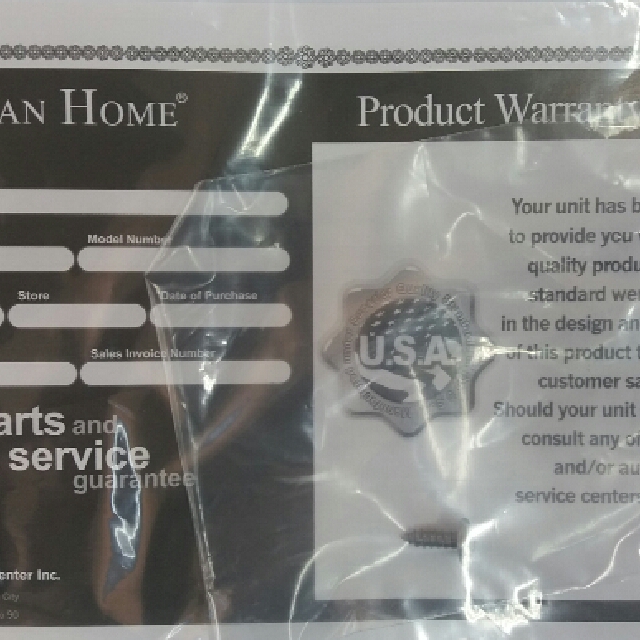 AN HOME®
Product Warranty
Model Number
Store
Date of Purchase
Sales Invoice Number
arts and
service
guarantee
enter Inc.
City
U.S.A.
Your unit has b
to provide you
quality produ
standard wer
in the design an
of this product
customer sa
Should your unit
consult any o
and/or au
service centers